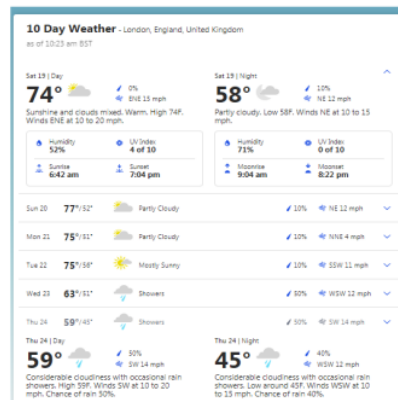 10 Day Weather - London, England, United Kingdom
as of 10:23 am BST
Sat 19 | Day
74°
0%
ENE 15 mph
Sunshine and clouds mixed. Warm. High 74F.
Winds ENE at 10 to 20 mph.
Sat 19 | Night
58°
10%
NE 12 mph
Partly cloudy. Low 58F. Winds NE at 10 to 15
mph.
Humidity
52%
UV Index
4 of 10
Sunrise
6:42 am
Sunset
7:04 pm
Humidity
71%
UV Index
0 of 10
Moonrise
9:04 am
Moonset
8:22 pm
Sun 20 77°/52° Partly Cloudy 10% NE 12 mph
Mon 21 75°/51° Partly Cloudy 10% NNE 4 mph
Tue 22 75°/56° Mostly Sunny 10% SSW 11 mph
Wed 23 63°/51° Showers 50% WSW 12 mph
Thu 24 59°/45° Showers 50% SW 14 mph
Thu 24 | Day
59°
50%
SW 14 mph
Considerable cloudiness with occasional rain
showers. High 59F. Winds SW at 10 to 20
mph. Chance of rain 50%.
Thu 24 | Night
45°
40%
WSW 12 mph
Considerable cloudiness with occasional rain
showers. Low around 45F. Winds WSW at 10
to 15 mph. Chance of rain 40%.